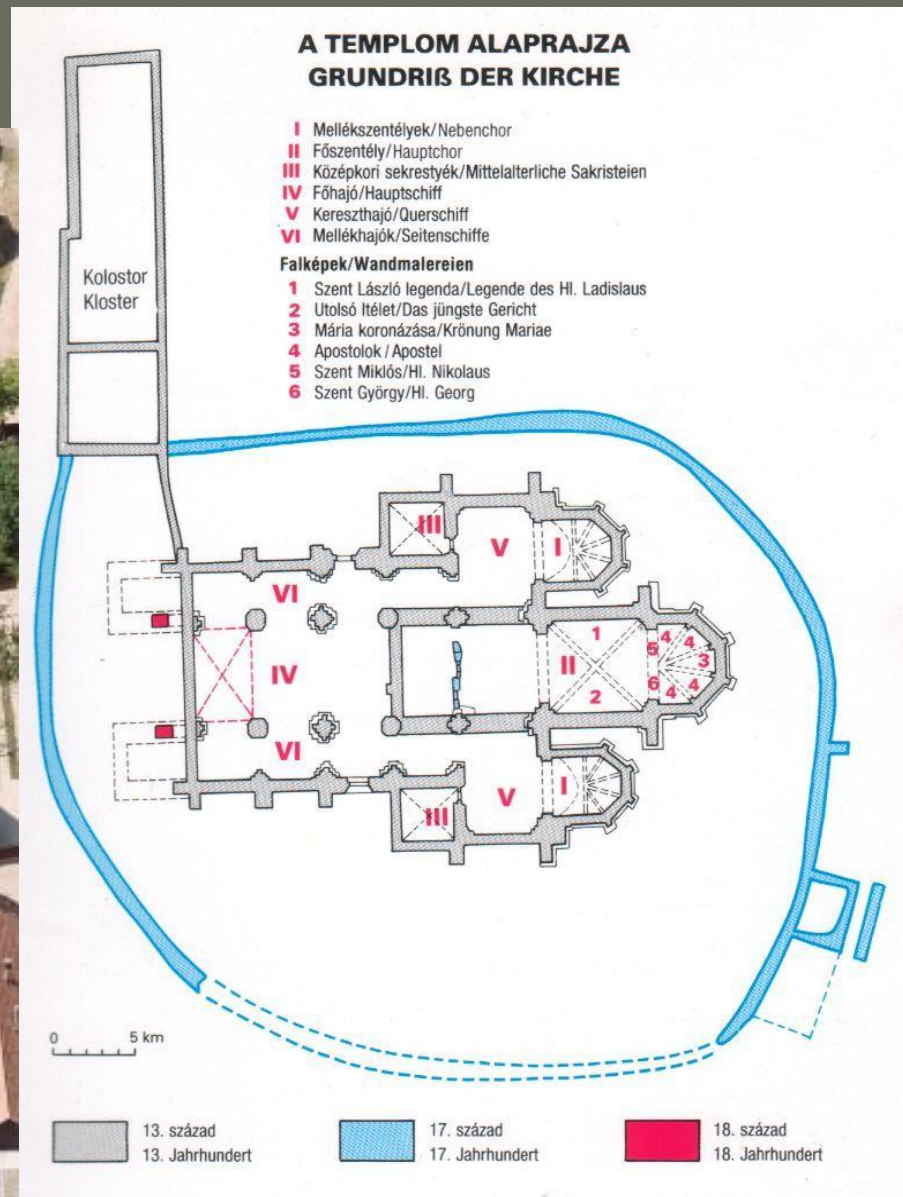 A TEMPLOM ALAPRAJZA
GRUNDRIß DER KIRCHE
I Mellékszentélyek/Nebenchor
II Főszentély/Hauptchor
III Középkori sekrestyék/Mittelalterliche Sakristeien
IV Főhajó/Hauptschiff
V Kereszthajó/Querschiff
VI Mellékhajók/Seitenschiffe
Falképek/Wandmalereien
1 Szent László legenda/Legende des Hl. Ladislaus
2 Utolsó Itélet/Das jüngste Gericht
3 Mária koronázása/Krönung Mariae
4 Apostolok / Apostel
5 Szent Miklós/Hl. Nikolaus
6 Szent György/Hl. Georg
Kolostor
Kloster
III
V
I
VI
1
4
4
5
3
IV
II
6
4
4
2
VI
V
I
III
0 5 km
13. század
13. Jahrhundert
17. század
17. Jahrhundert
18. század
18. Jahrhundert